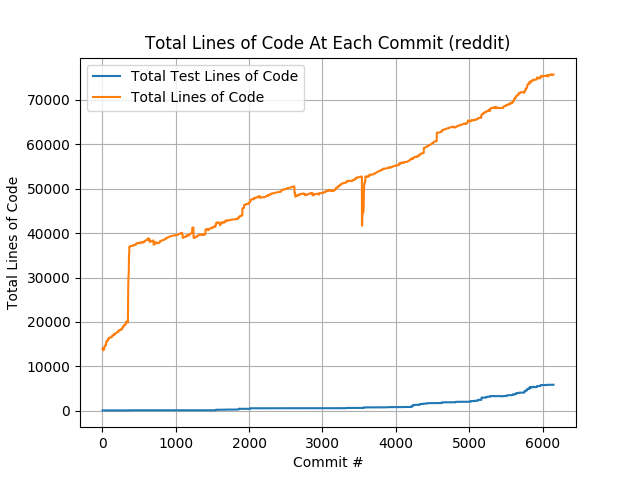 Total Lines of Code At Each Commit (reddit)
Total Test Lines of Code
Total Lines of Code
Total Lines of Code
70000
60000
50000
40000
30000
20000
10000
0
0 1000 2000 3000 4000 5000 6000
Commit #